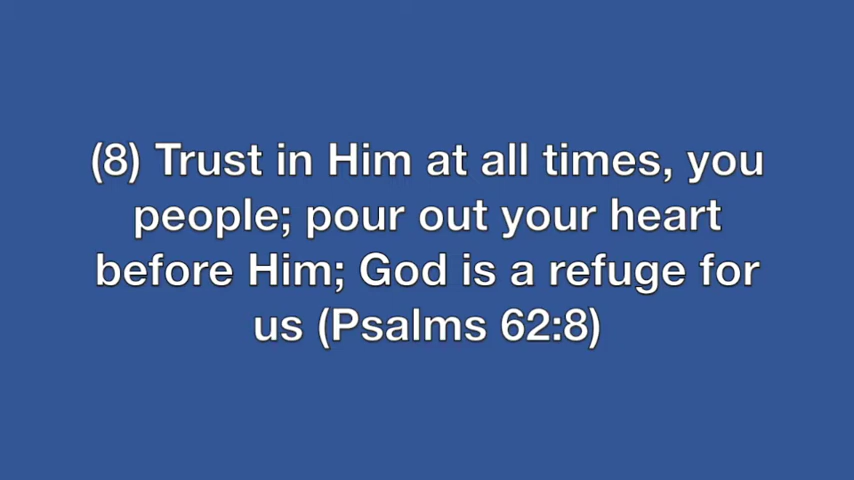 (8) Trust in Him at all times, you
people; pour out your heart
before Him; God is a refuge for
us (Psalms 62:8)